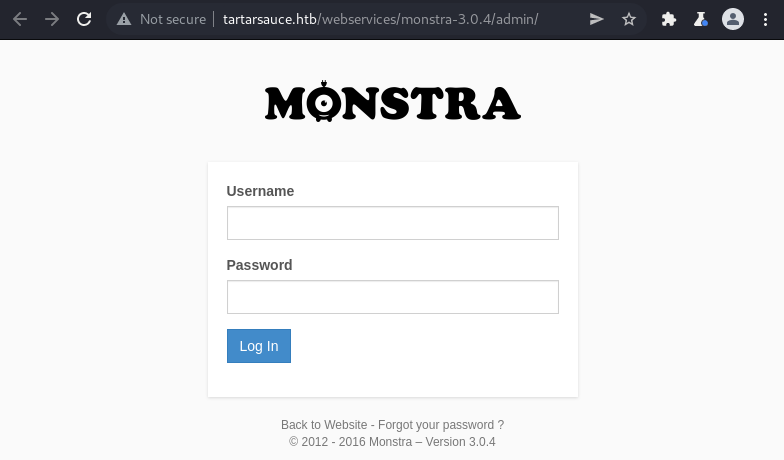 Not secure | tartarsauce.htb/webservices/monstra-3.0.4/admin/
MONSTRA
Username
Password
Log In
Back to Website - Forgot your password ?
© 2012 - 2016 Monstra – Version 3.0.4